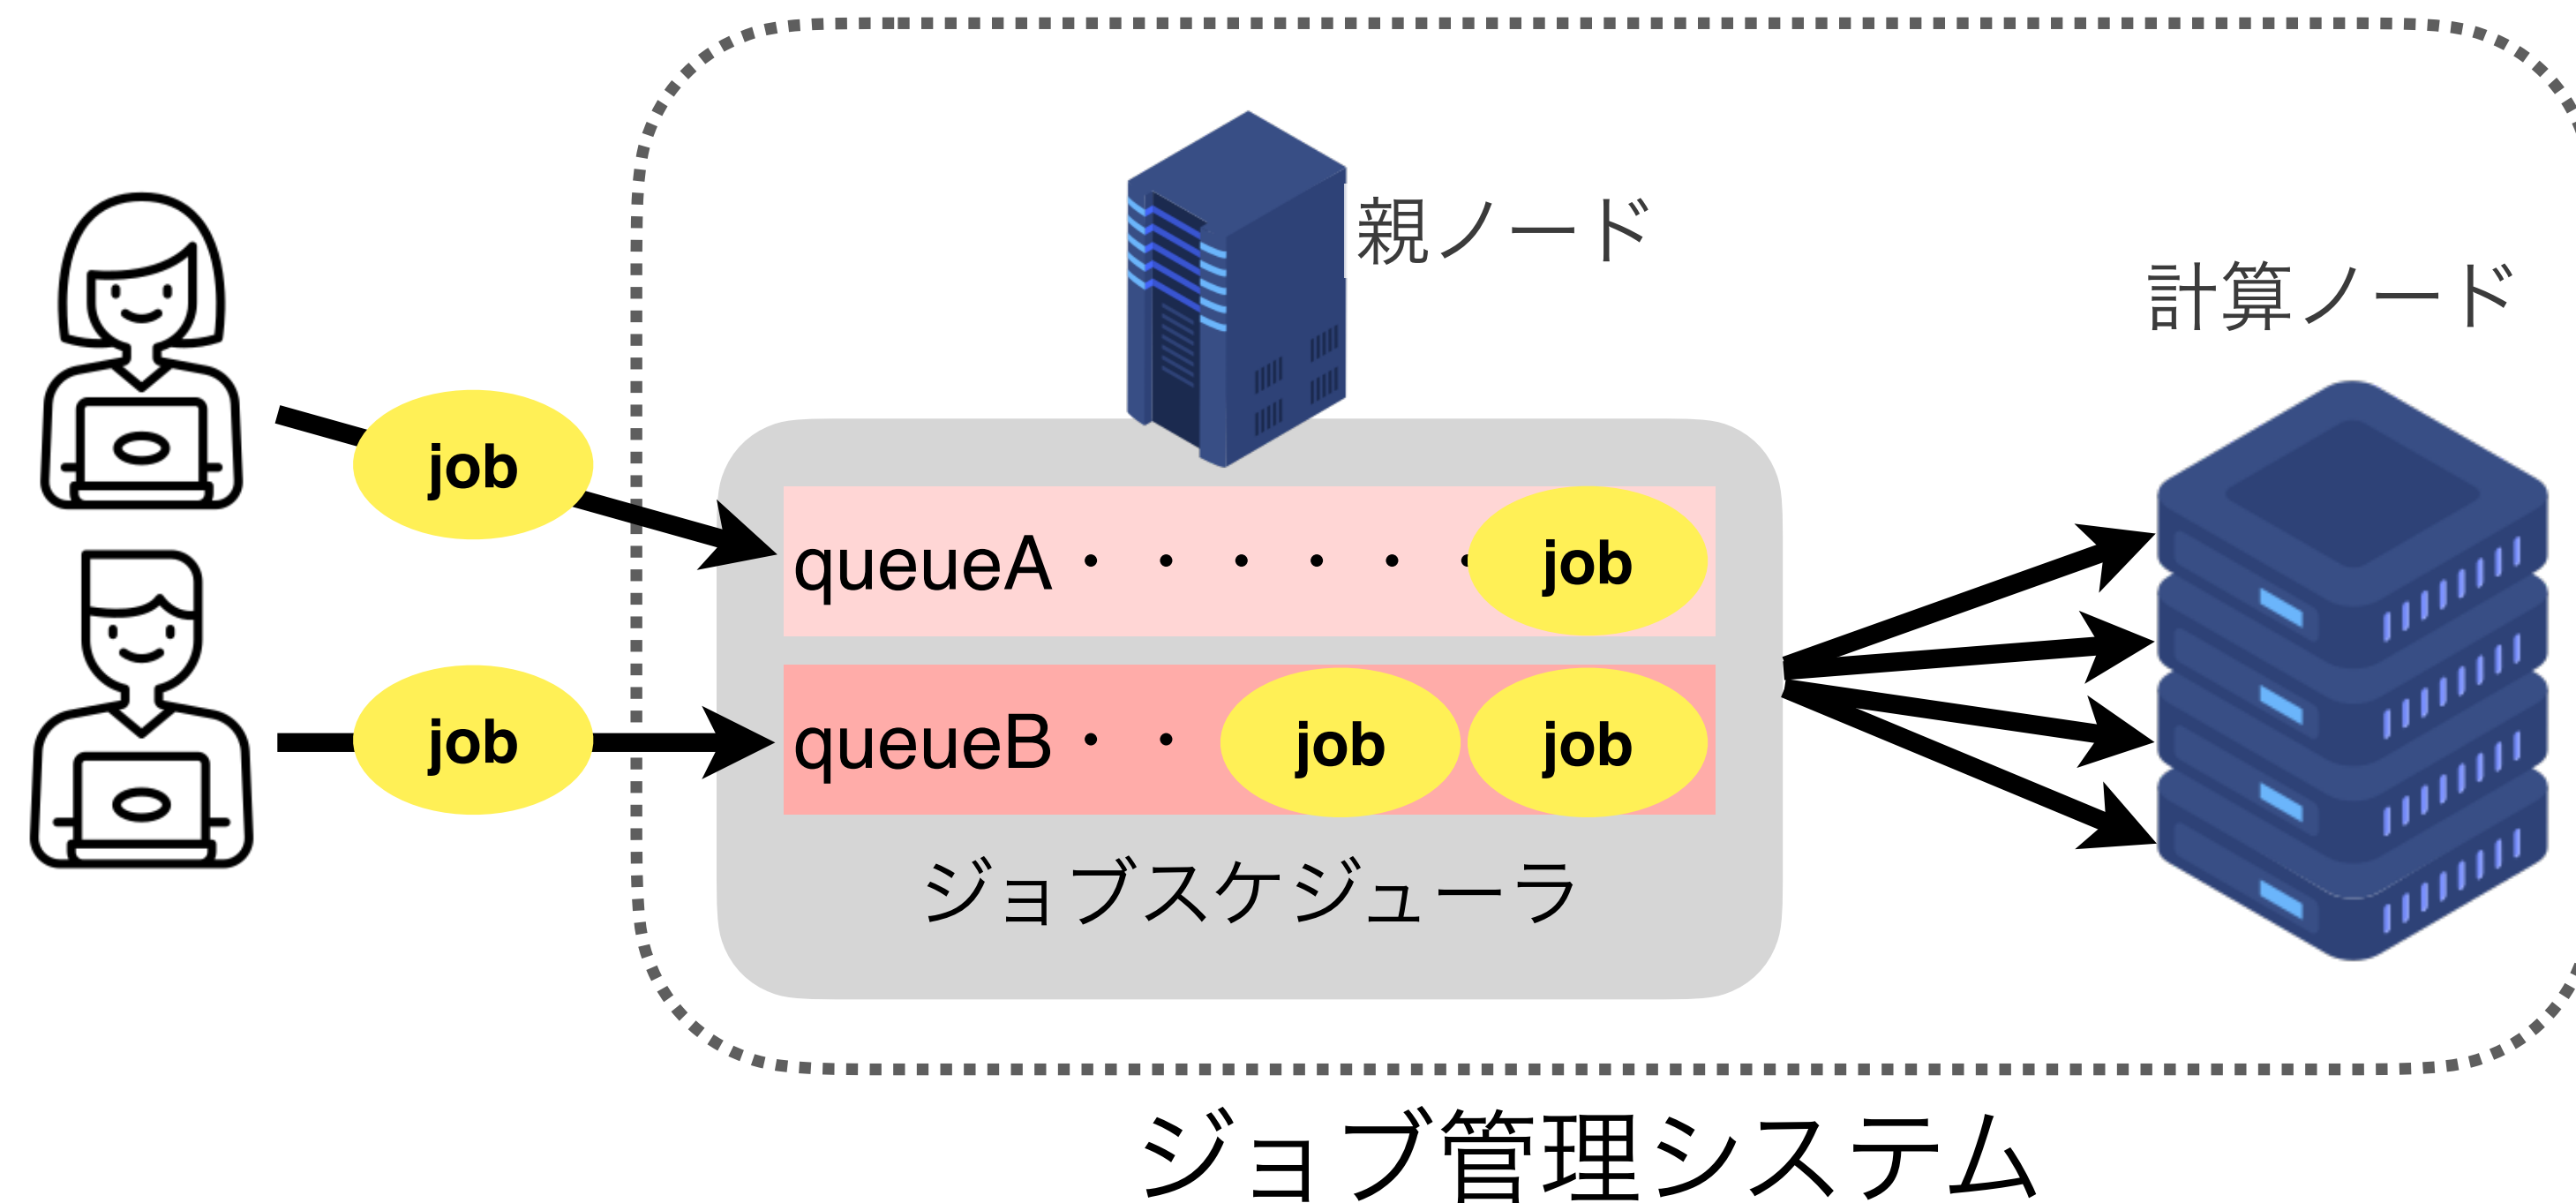 親ノード
計算ノード
job
queueA・・・・・・job
job
queueB・・job job
ジョブスケジューラ
ジョブ管理システム